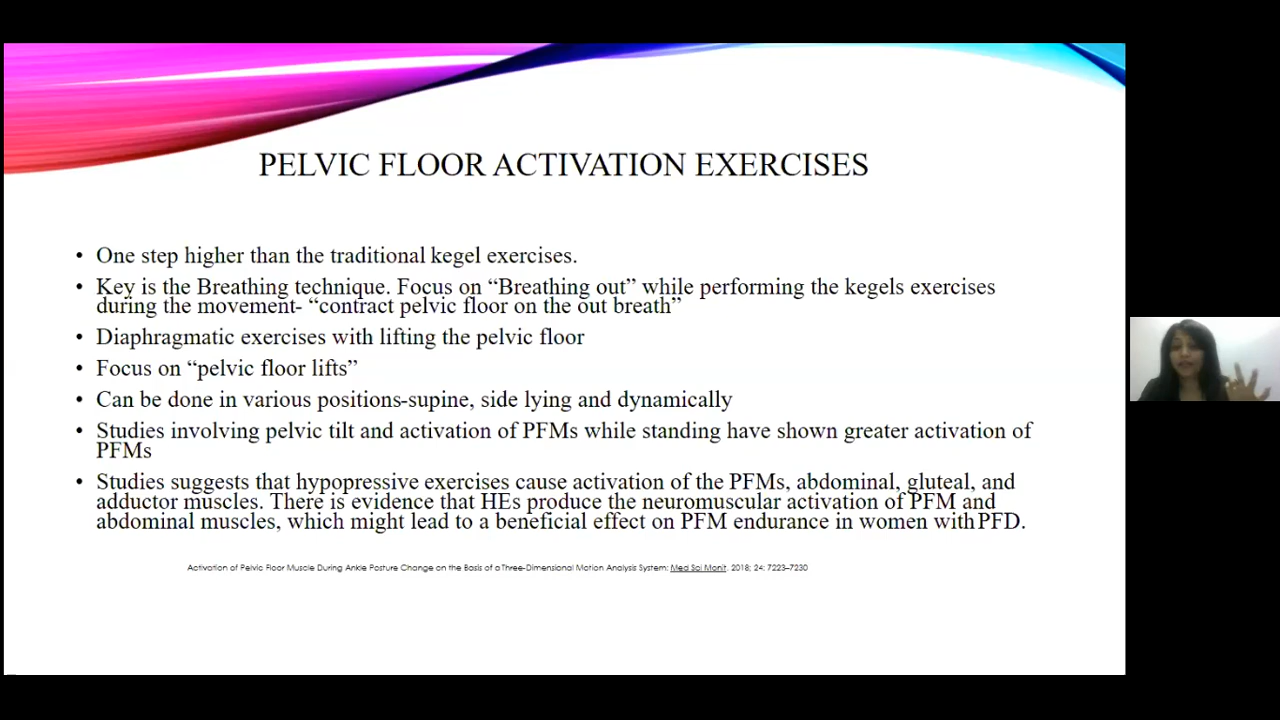 PELVIC FLOOR ACTIVATION EXERCISES
• One step higher than the traditional kegel exercises.
• Key is the Breathing technique. Focus on “Breathing out” while performing the kegels exercises
during the movement- “contract pelvic floor on the out breath”
• Diaphragmatic exercises with lifting the pelvic floor
• Focus on “pelvic floor lifts”
• Can be done in various positions-supine, side lying and dynamically
• Studies involving pelvic tilt and activation of PFMs while standing have shown greater activation of
PFMs
• Studies suggests that hypopressive exercises cause activation of the PFMs, abdominal, gluteal, and
adductor muscles. There is evidence that HEs produce the neuromuscular activation of PFM and
abdominal muscles, which might lead to a beneficial effect on PFM endurance in women with PFD.
Activation of Pelvic Floor Muscle During Ankle Posture Change on the Basis of a Three-Dimensional Motion Analysis System: Med Sci Monit. 2018; 24: 7223–7230